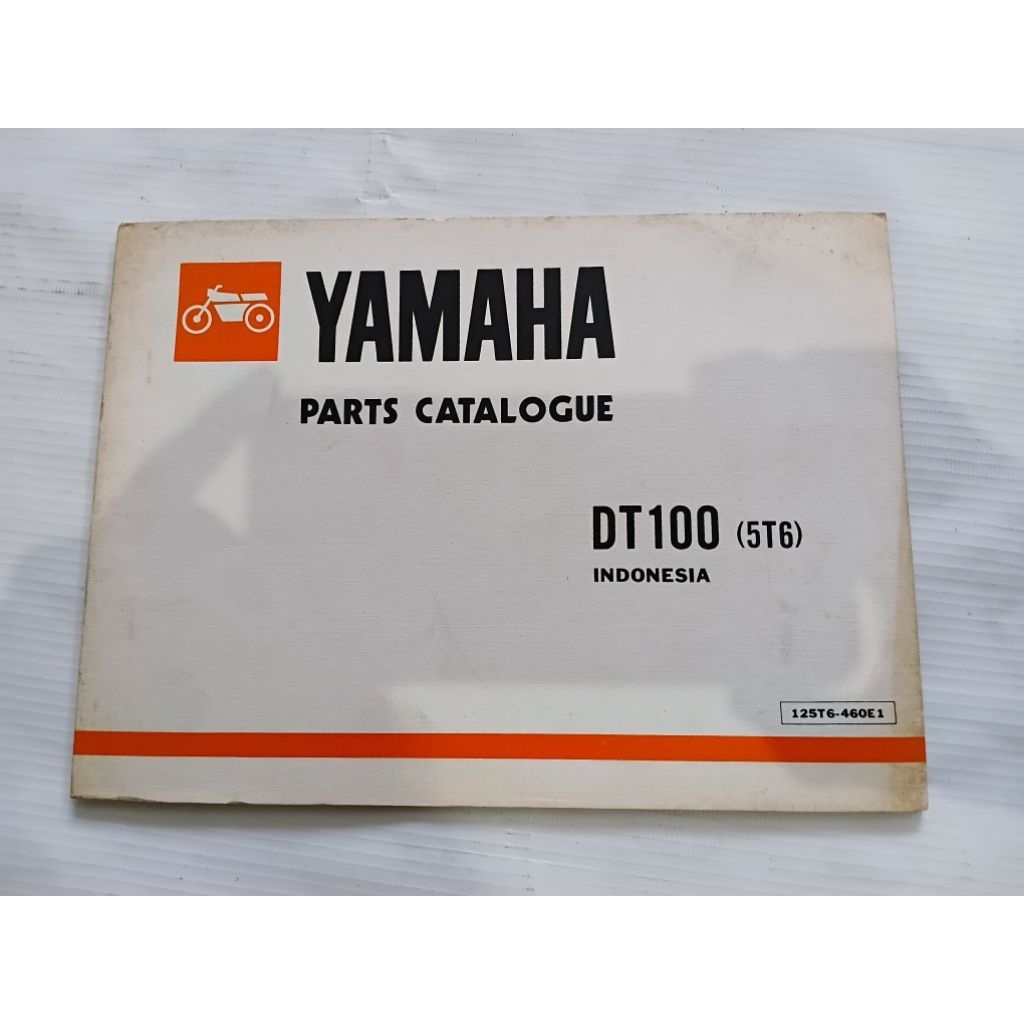 YAMAHA
PARTS CATALOGUE
DT100 (5T6)
INDONESIA
125T6-460E1